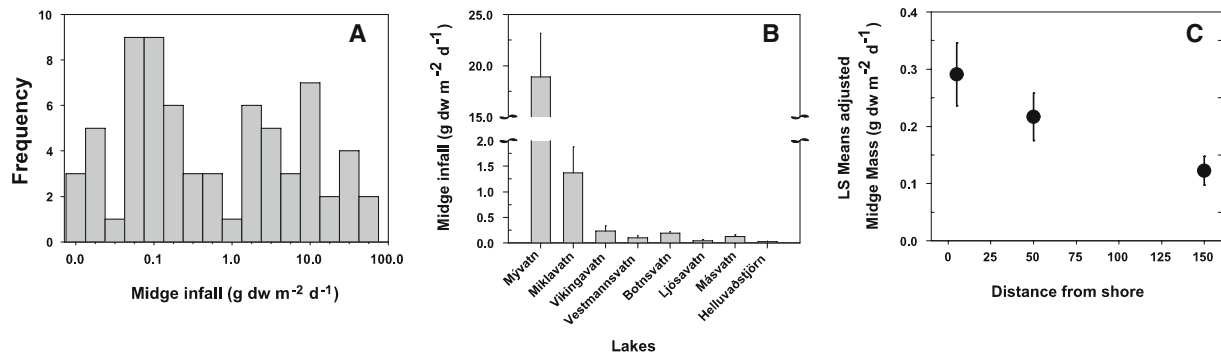 A
10
8
6
4
2
0
Frequency
0.0 0.1 1.0 10.0 100.0
Midge infall (g dw m⁻² d⁻¹)
B
25.0
20.0
15.0
2.0
1.5
1.0
0.5
0.0
Midge infall (g dw m⁻² d⁻¹)
Mývatn
Miklavatn
Vikingavatn
Vestmannsvatn
Botnsvatn
Ljósavatn
Másvatn
Helluvaðstjörn
Lakes
C
0.4
0.3
0.2
0.1
0.0
LS Means adjusted
Midge Mass (g dw m⁻² d⁻¹)
0 25 50 75 100 125 150
Distance from shore